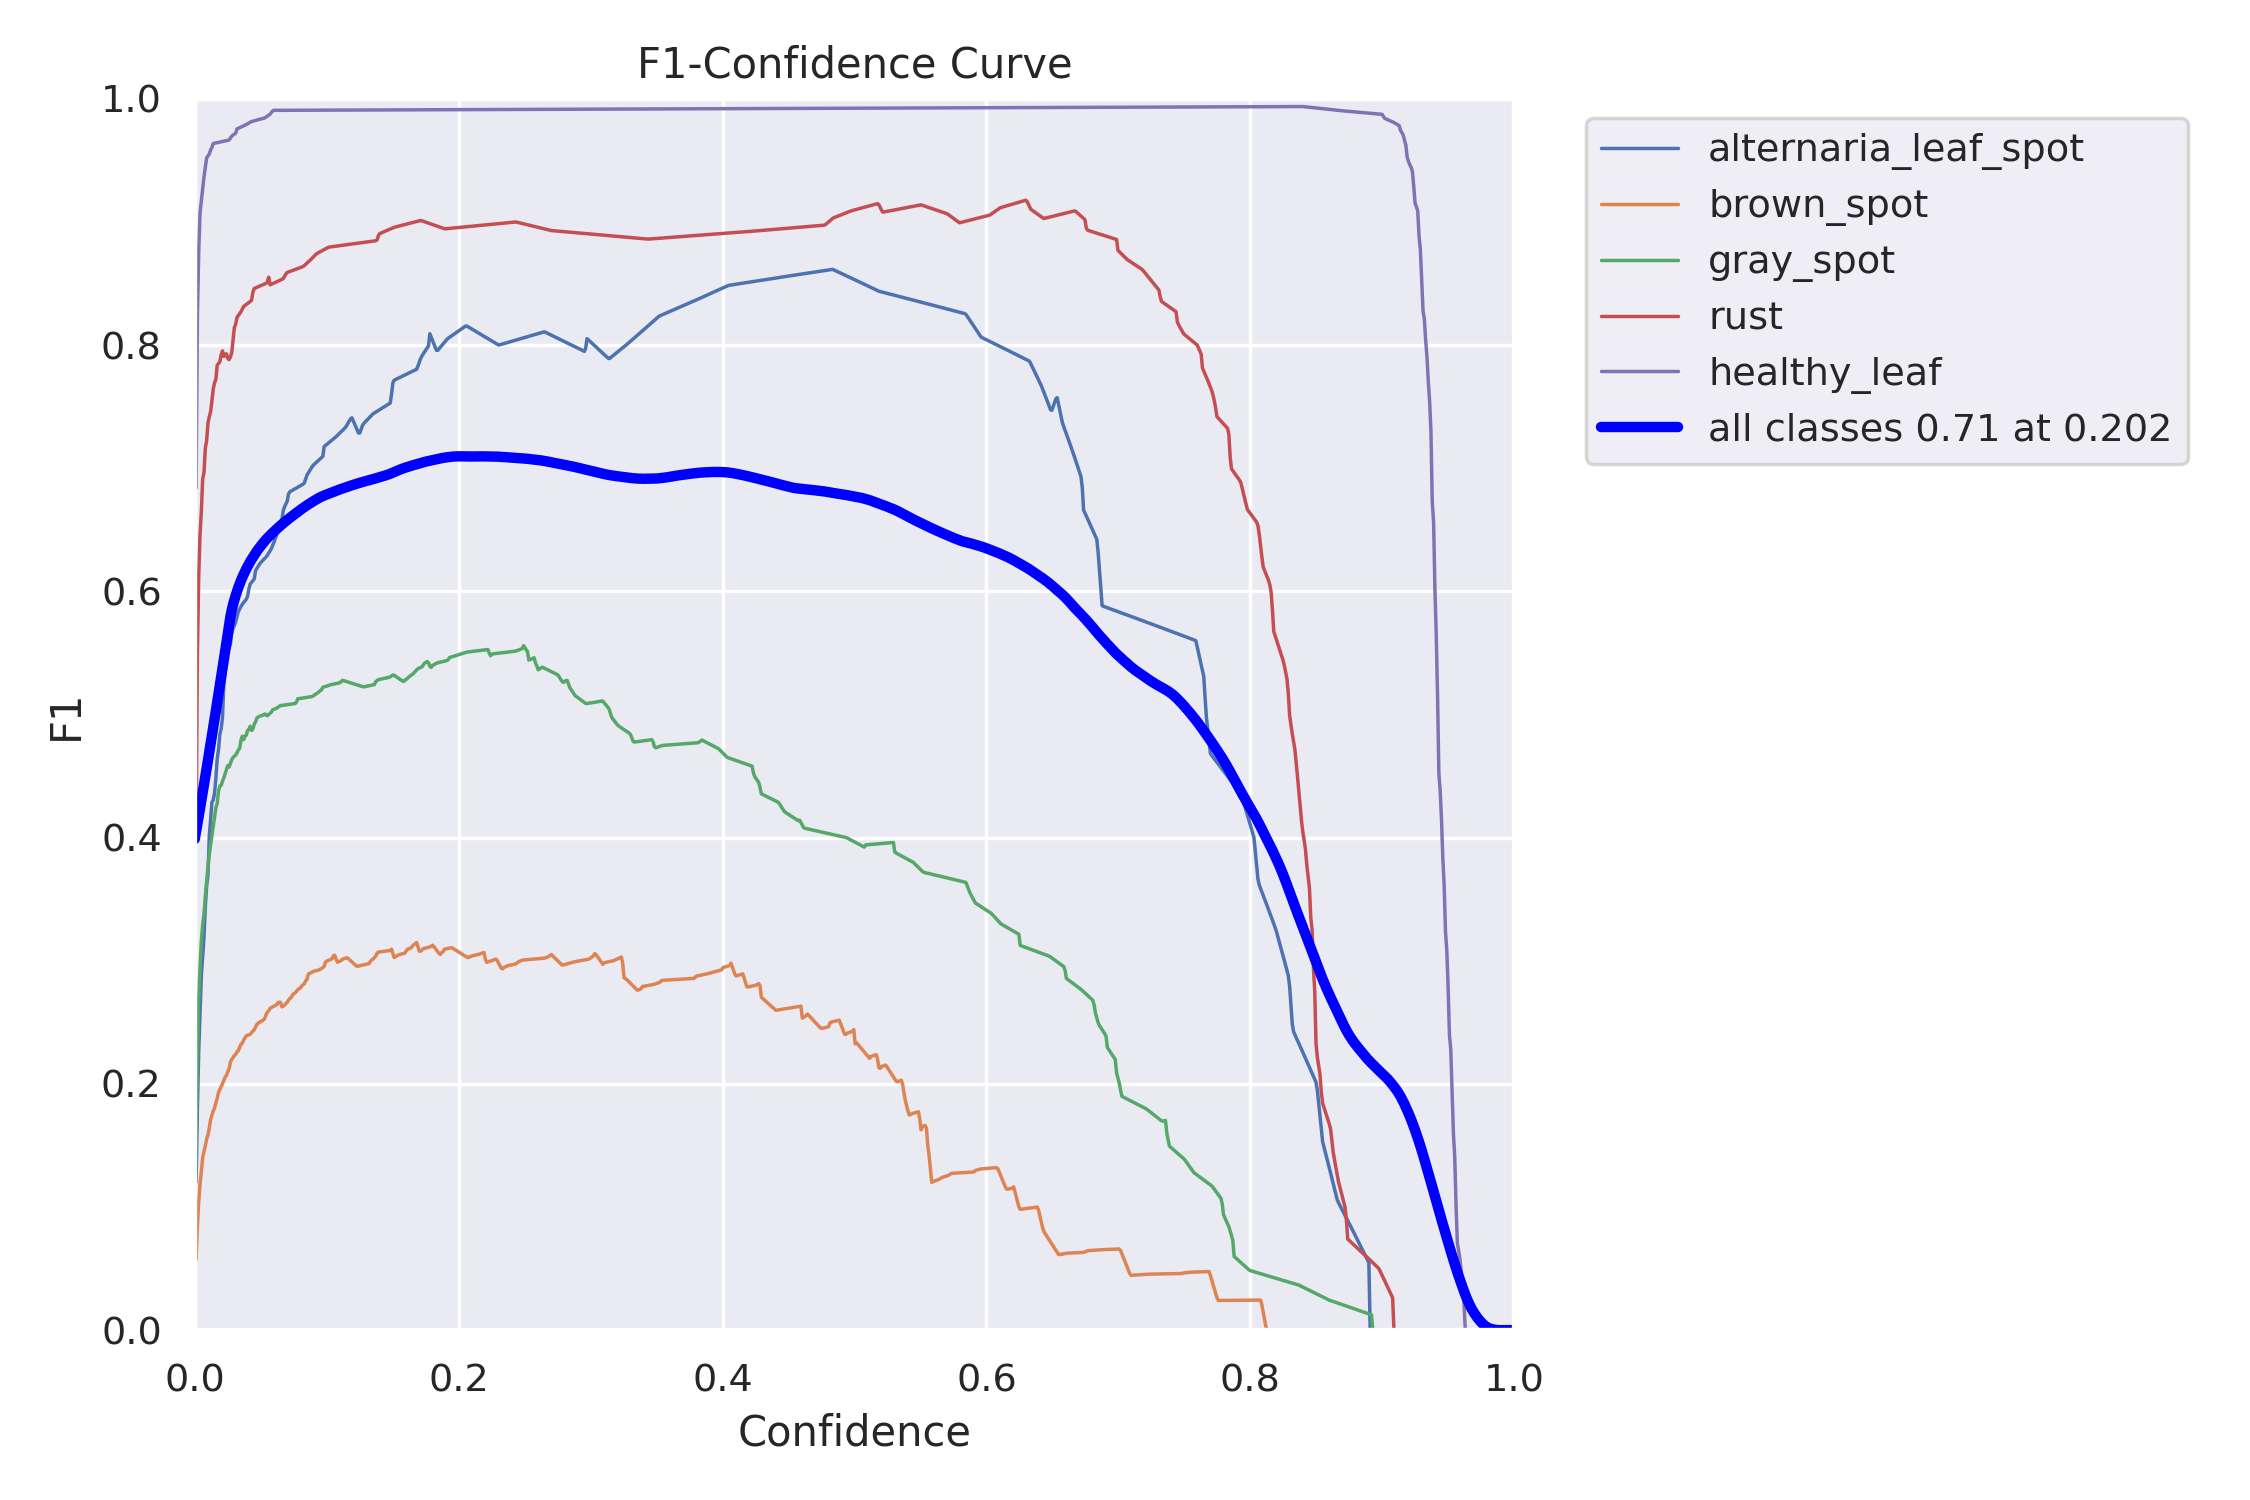 F1-Confidence Curve
1.0
0.8
0.6
0.4
0.2
0.0
F1
0.0 0.2 0.4 0.6 0.8 1.0
Confidence
alternaria_leaf_spot
brown_spot
gray_spot
rust
healthy_leaf
all classes 0.71 at 0.202